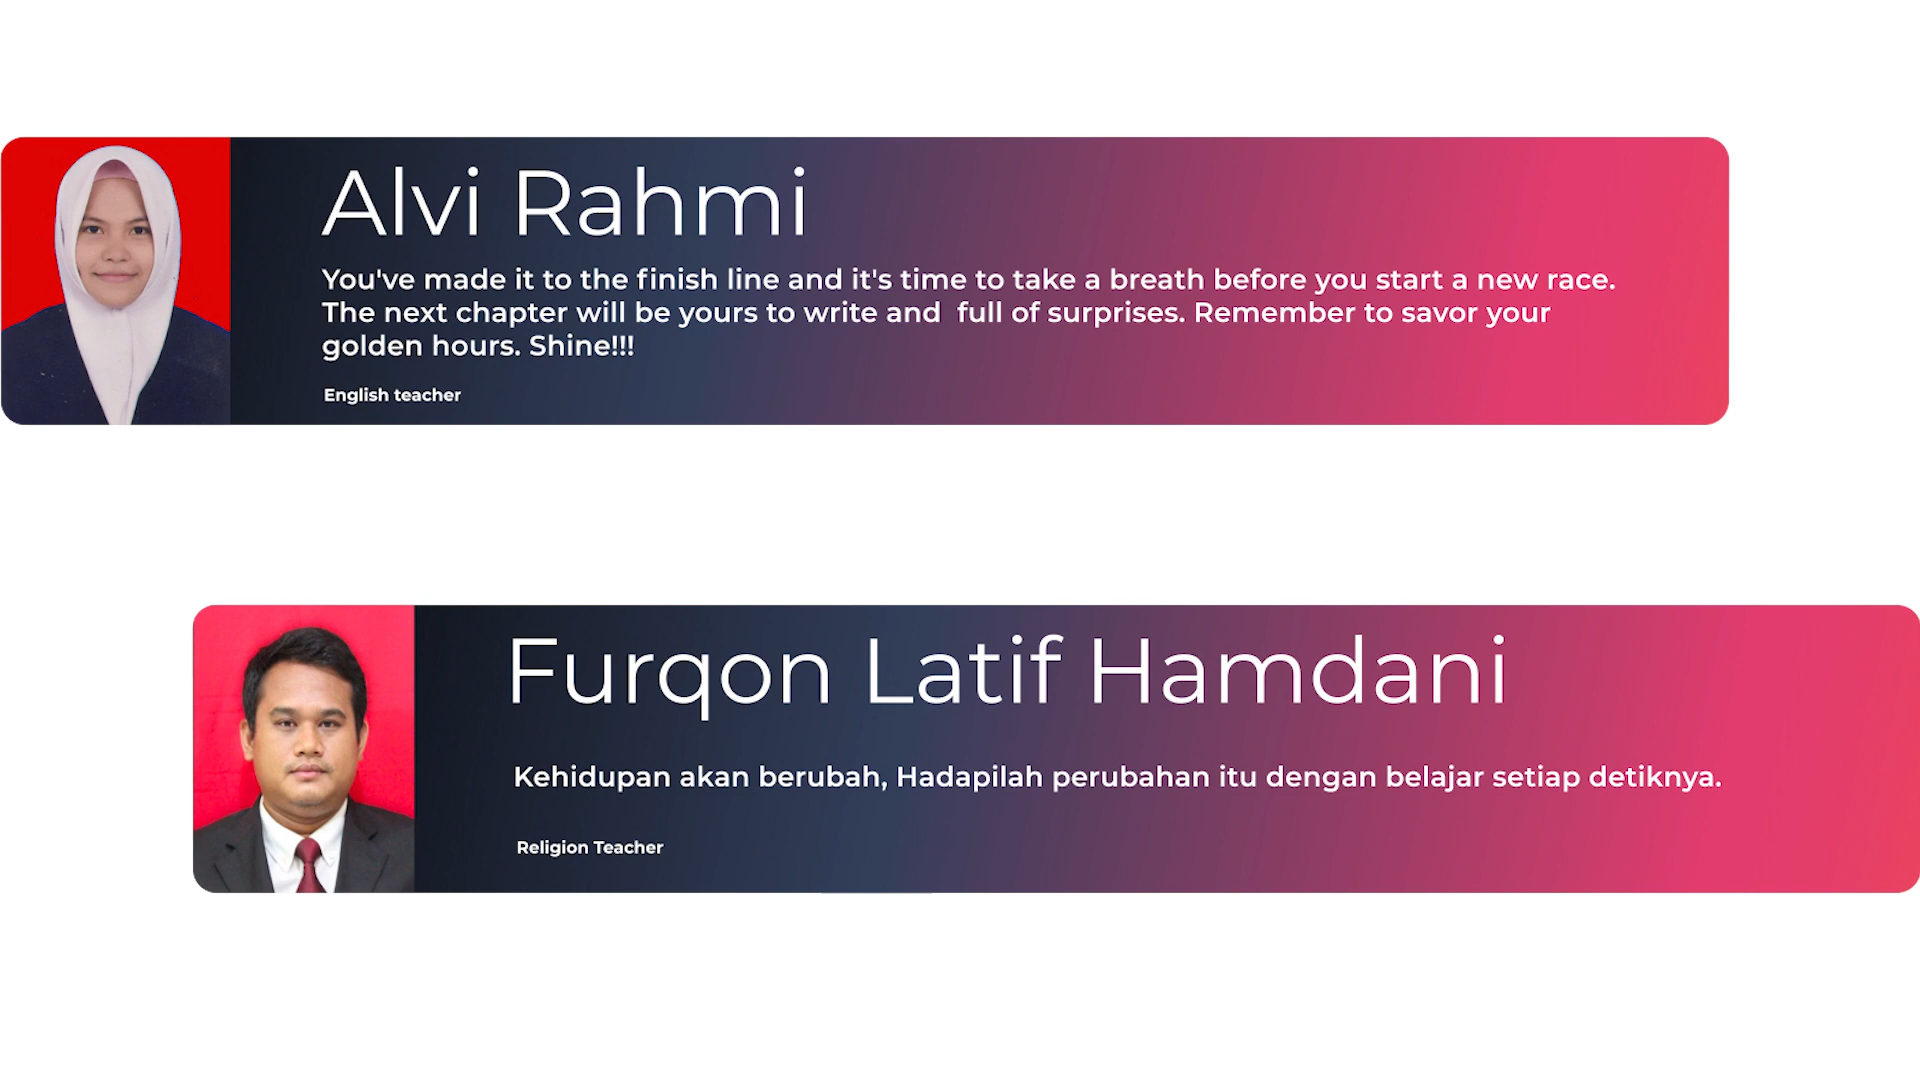 Alvi Rahmi
You've made it to the finish line and it's time to take a breath before you start a new race.
The next chapter will be yours to write and  full of surprises. Remember to savor your
golden hours. Shine!!!
English teacher
Furqon Latif Hamdani
Kehidupan akan berubah, Hadapilah perubahan itu dengan belajar setiap detiknya.
Religion Teacher